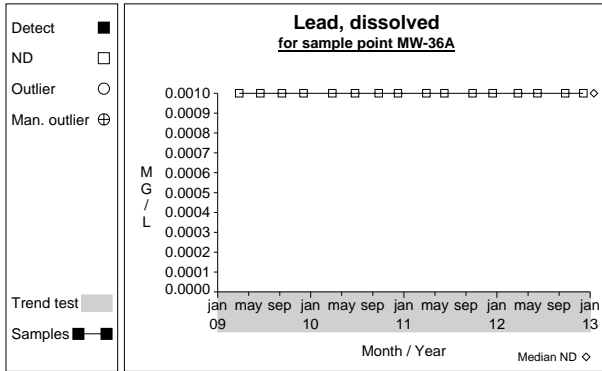 Detect
ND
Outlier
Man. outlier
Trend test
Samples
Lead, dissolved
for sample point MW-36A
0.0010
0.0009
0.0008
0.0007
0.0006
0.0005
0.0004
0.0003
0.0002
0.0001
0.0000
M
G
/
L
jan may sep jan may sep jan may sep jan may sep jan
09 10 11 12 13
Month / Year
Median ND